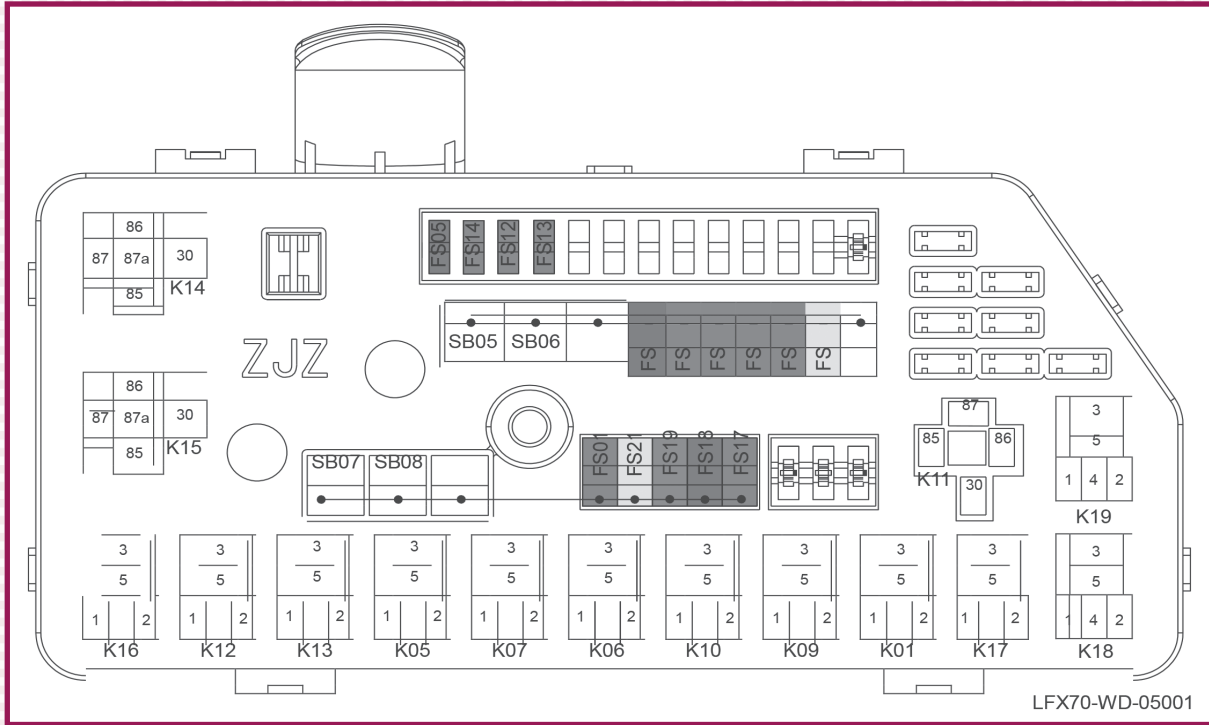 86
87 87a 30
85
K14
FS05 FS14 FS12 FS13
ZJZ
SB05 SB06
FS FS FS FS FS FS
86
87 87a 30
85
K15
SB07 SB08
FS01 FS21 FS19 FS18 FS17
87
85 86
K11
30
3
5
1 4 2
K19
3
5
1 2
K16
3
5
1 2
K12
3
5
1 2
K13
3
5
1 2
K05
3
5
1 2
K07
3
5
1 2
K06
3
5
1 2
K10
3
5
1 2
K09
3
5
1 2
K01
3
5
1 2
K17
3
5
1 4 2
K18
LFX70-WD-05001